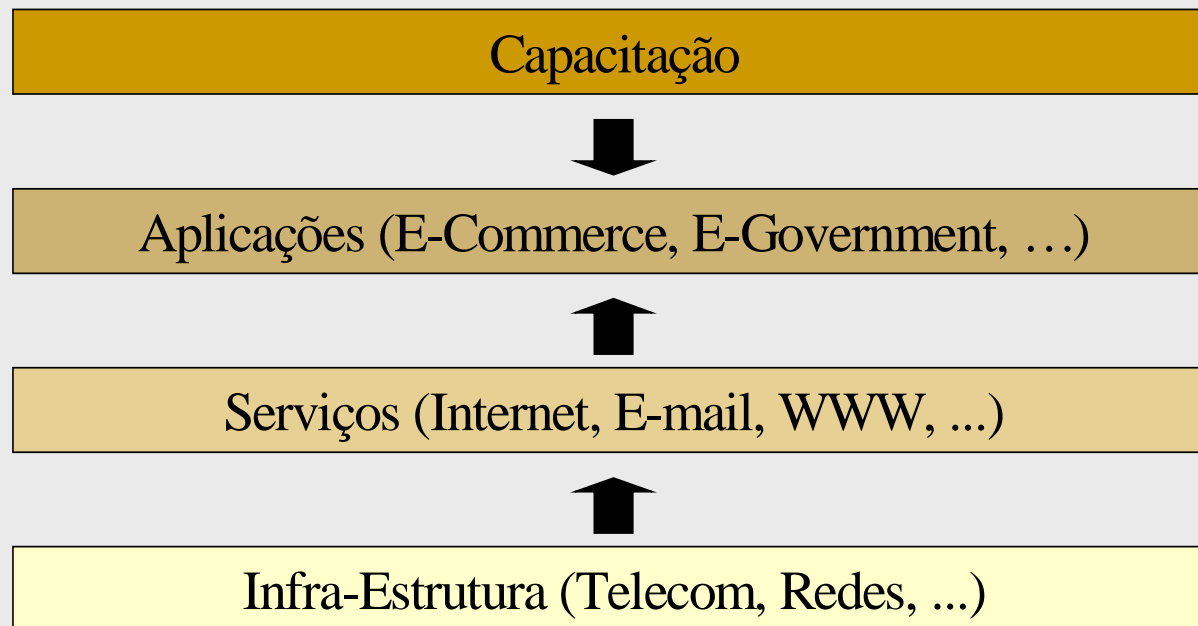 Capacitação
Aplicações (E-Commerce, E-Government, …)
Serviços (Internet, E-mail, WWW, ...)
Infra-Estrutura (Telecom, Redes, ...)